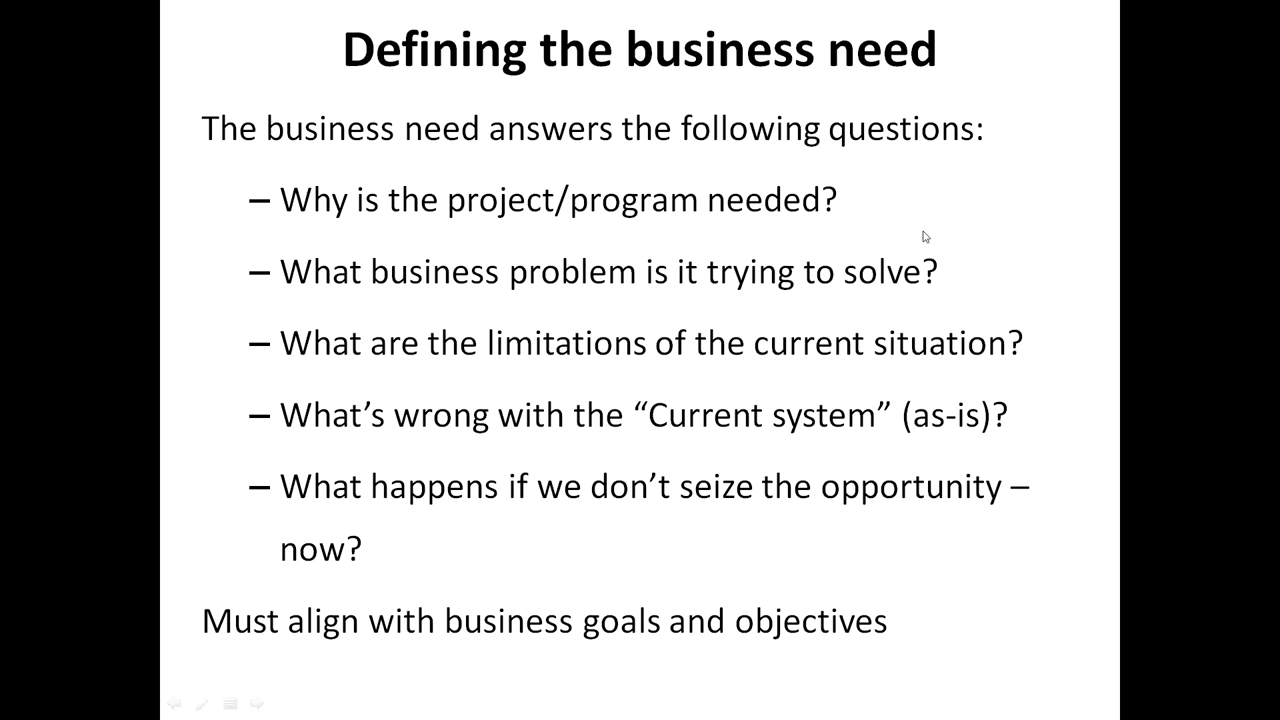 Defining the business need
The business need answers the following questions:
– Why is the project/program needed?
– What business problem is it trying to solve?
– What are the limitations of the current situation?
– What’s wrong with the “Current system” (as-is)?
– What happens if we don’t seize the opportunity –
now?
Must align with business goals and objectives